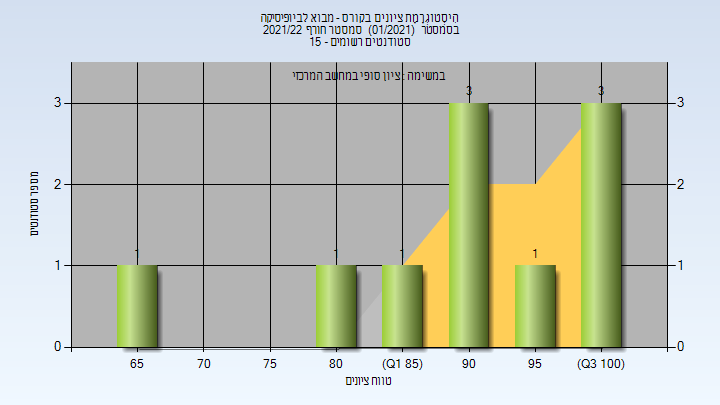 היסטוגרמת ציונים בקורס - מבוא לביופיסיקה
בסמסטר (01/2021) סמסטר חורף 2021/22
סטודנטים רשומים - 15
במשימה : ציון סופי במחשב המרכזי
מספר סטודנטים
3
2
1
0
3
2
1
0
1
1
1
3
1
3
65
70
75
80
(Q1 85)
90
95
(Q3 100)
טווח ציונים